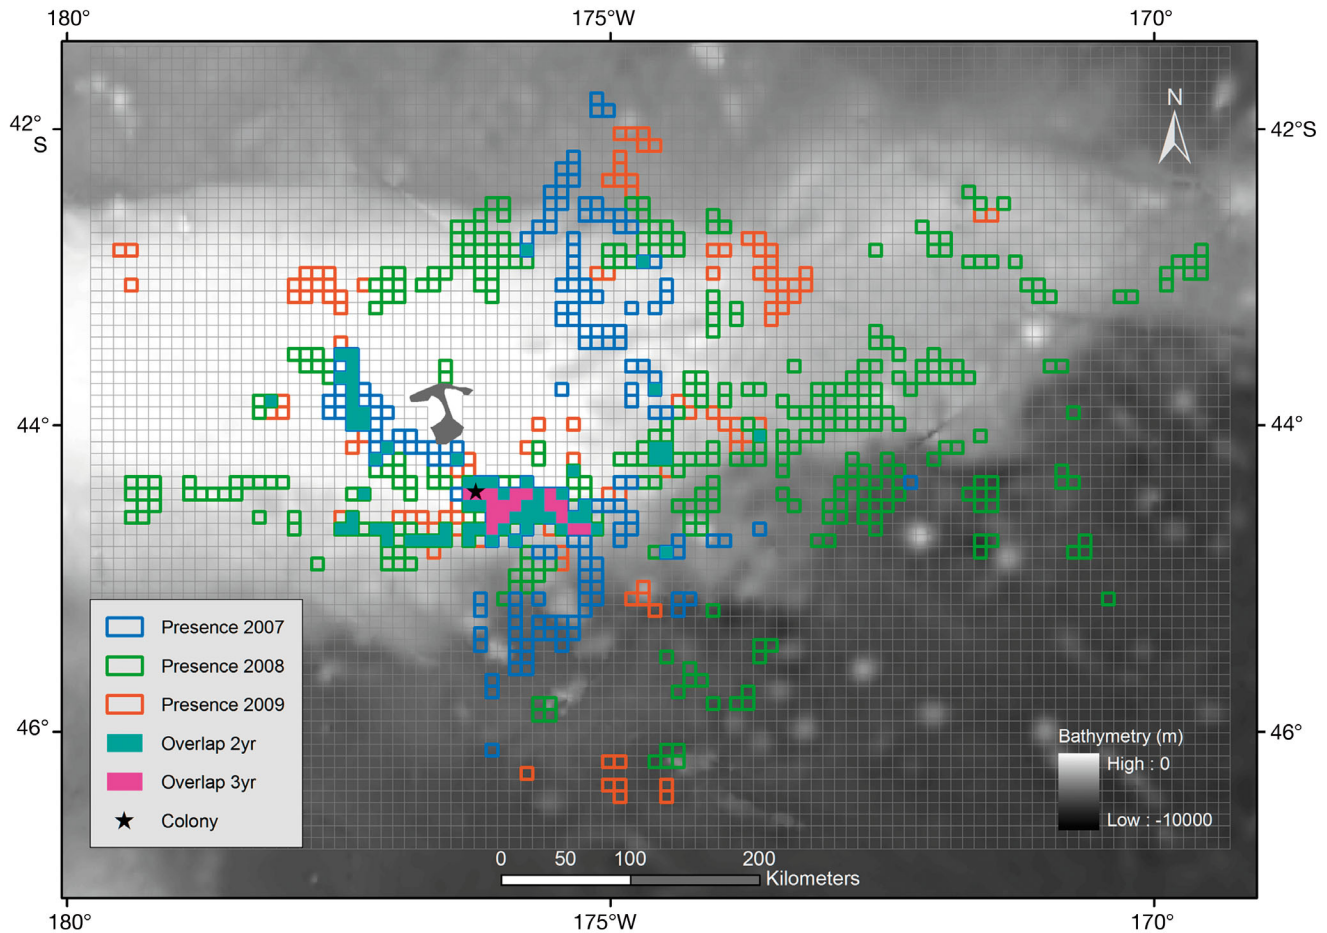 180° 175°W 170°
N
42° 42°S
S
44° 44°S
46° 46°S
Presence 2007
Presence 2008
Presence 2009
Overlap 2yr
Overlap 3yr
Colony
Bathymetry (m)
High : 0
Low : -10000
0 50 100 200
Kilometers
180° 175°W 170°